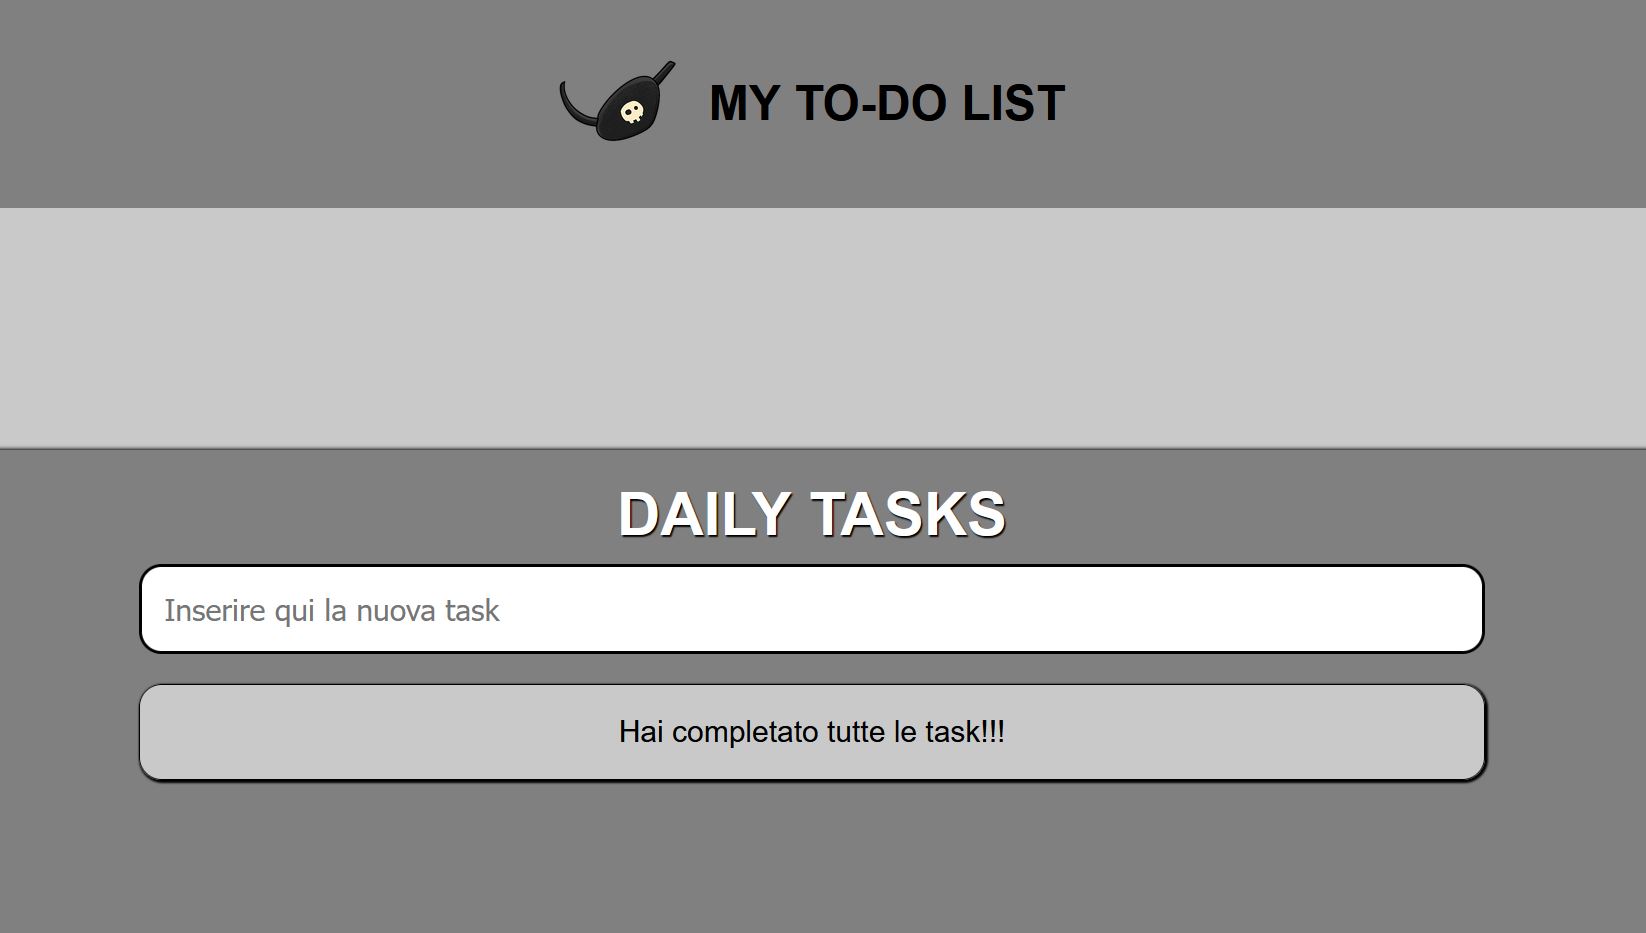 MY TO-DO LIST
DAILY TASKS
Inserire qui la nuova task
Hai completato tutte le task!!!